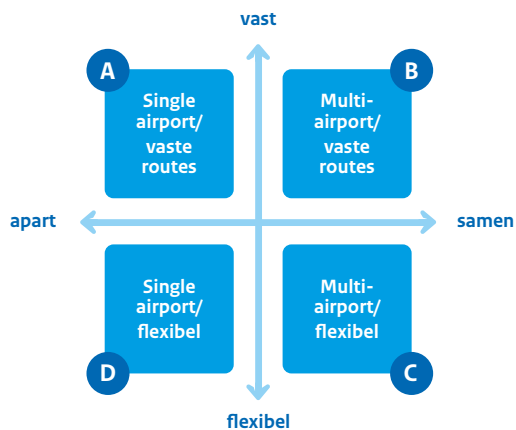 vast
A
B
Single
airport/
vaste
routes
Multi-
airport/
vaste
routes
apart
samen
Single
airport/
flexibel
Multi-
airport/
flexibel
D
C
flexibel